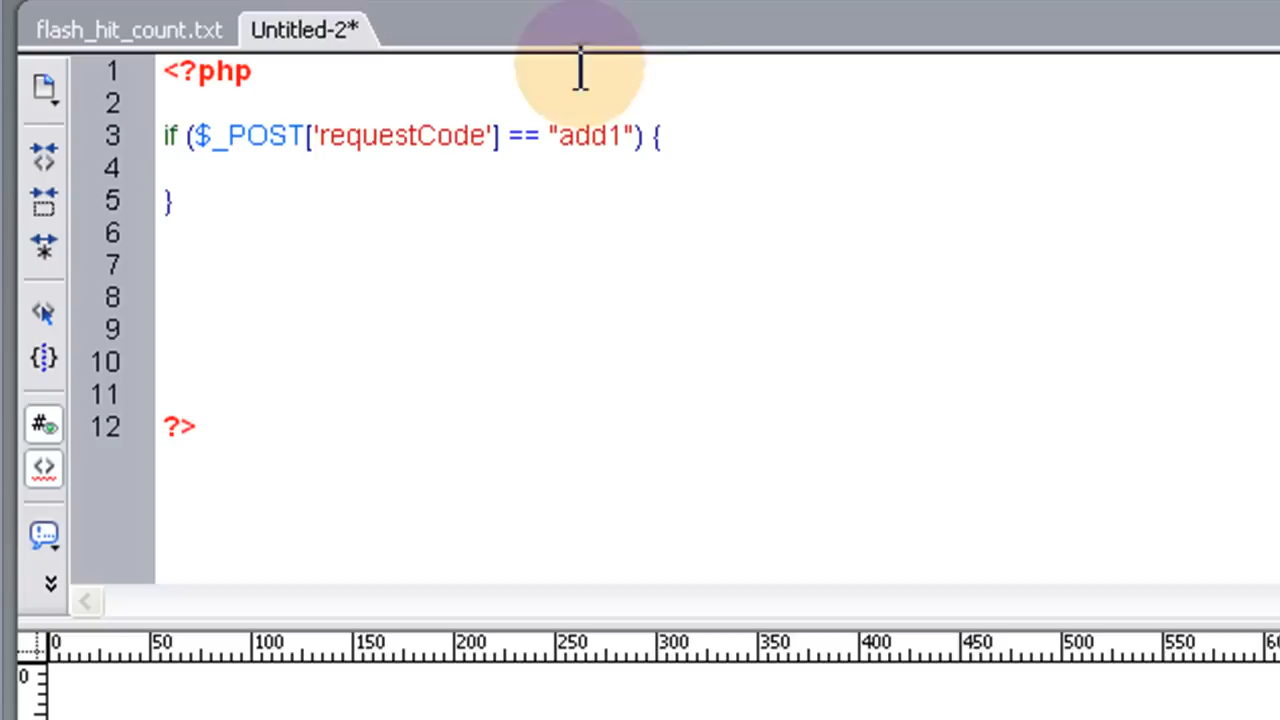 flash_hit_count.txt Untitled-2*
1 <?php
2
3 if ($_POST['requestCode'] == "add1") {
4
5 }
6
7
8
9
10
11
12 ?>
0 50 100 150 200 250 300 350 400 450 500 550 6
0